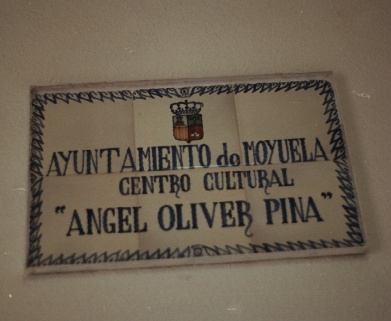 AYUNTAMIENTO de MOYUELA
CENTRO CULTURAL
"ANGEL OLIVER PINA"